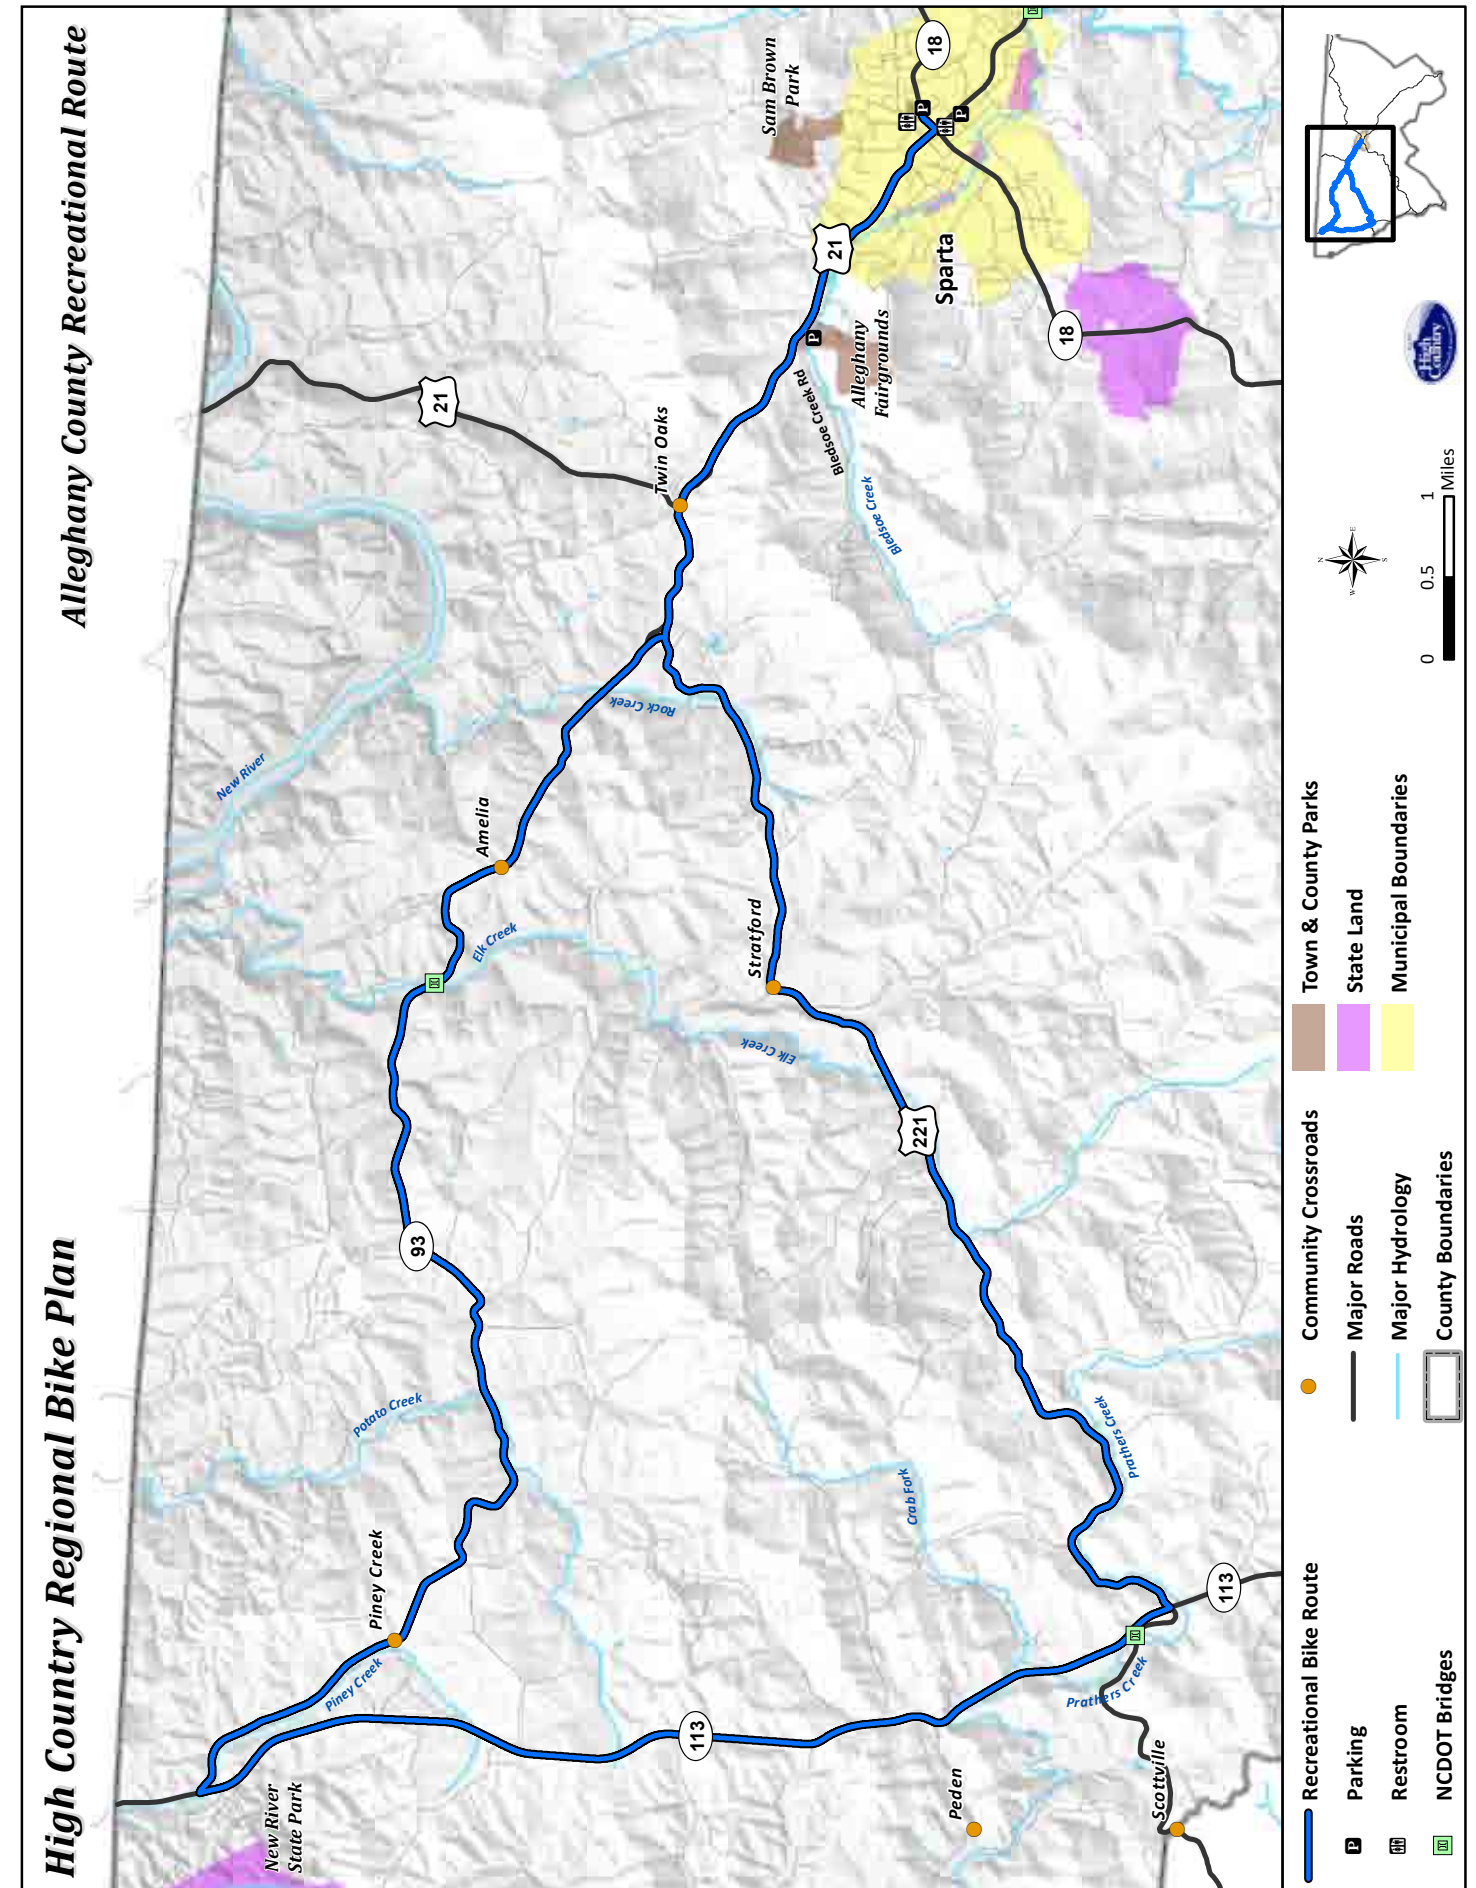 High Country Regional Bike Plan
Alleghany County Recreational Route
New River
State Park
Piney Creek
Piney Creek
Potato Creek
93
Elk Creek
Amelia
New River
Rock Creek
21
Twin Oaks
Sam Brown
Park
18
P
P
21
Sparta
P
Alleghany
Fairgrounds
Bledsoe Creek Rd
Bledsoe Creek
18
Stratford
Elk Creek
221
Prathers Creek
Crab Fork
113
Prathers Creek
113
Peden
Scottville
Recreational Bike Route
P
Parking
Restroom
NCDOT Bridges
Community Crossroads
Major Roads
Major Hydrology
County Boundaries
Town & County Parks
State Land
Municipal Boundaries
N
W
E
S
0
0.5
1
Miles
High
Country